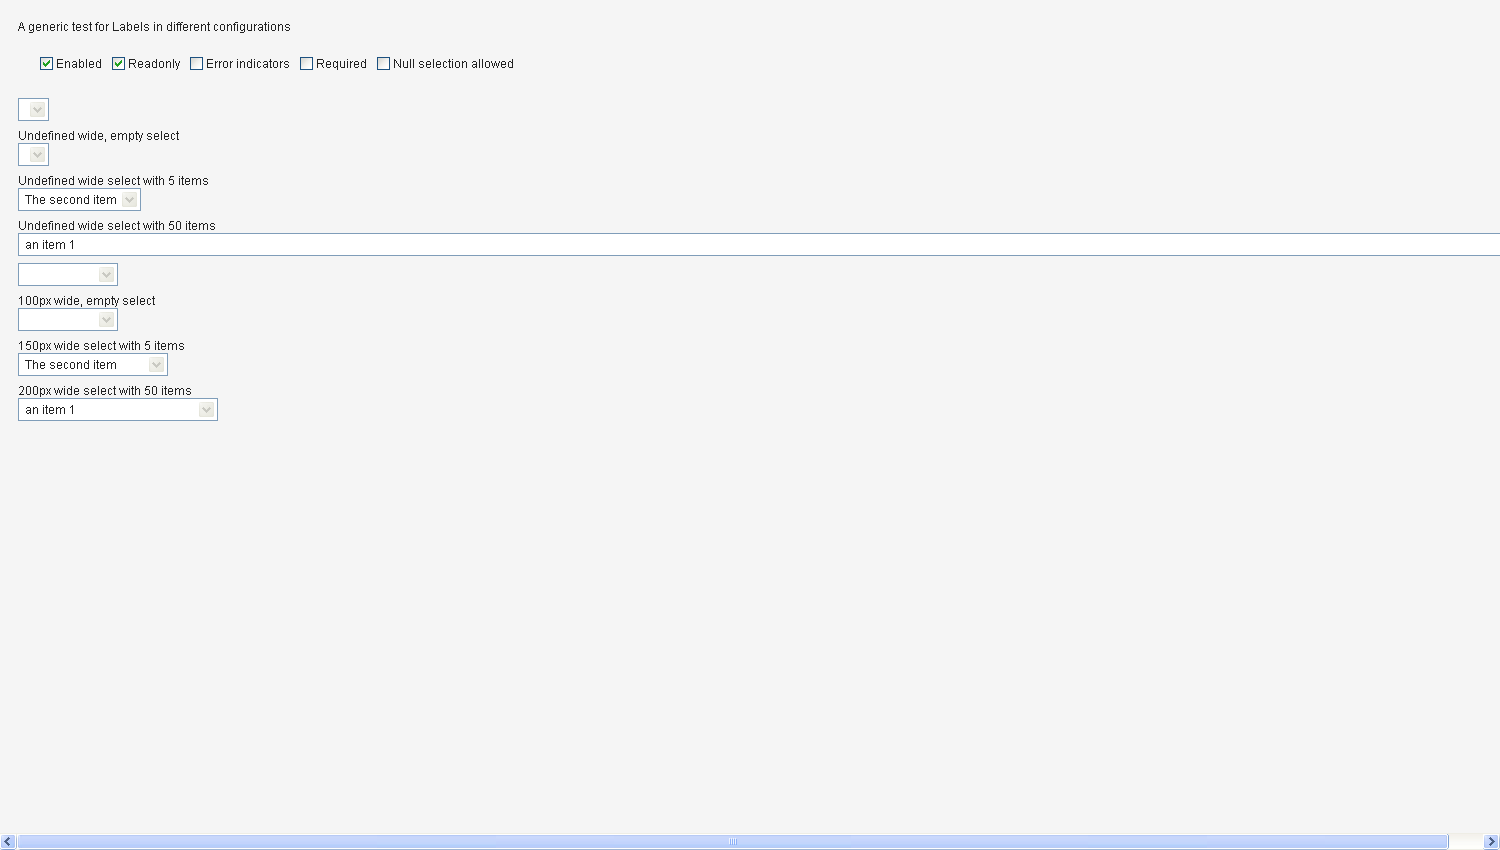 A generic test for Labels in different configurations
Enabled Readonly Error indicators Required Null selection allowed
Undefined wide, empty select
Undefined wide select with 5 items
The second item
Undefined wide select with 50 items
an item 1
100px wide, empty select
150px wide select with 5 items
The second item
200px wide select with 50 items
an item 1